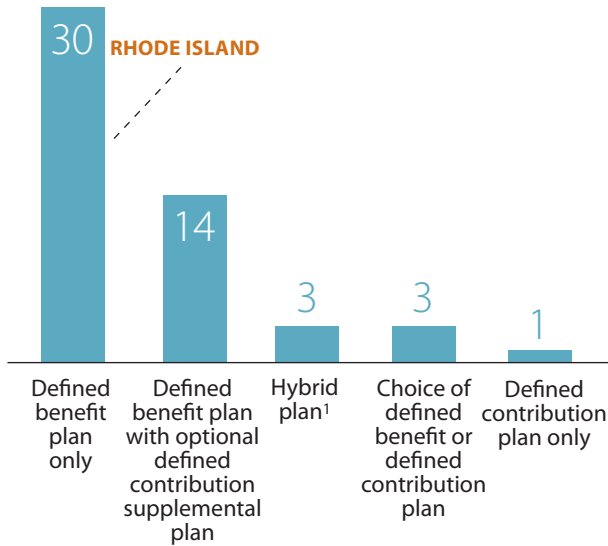 30
RHODE ISLAND
14
3
3
1
Defined
benefit
plan
only
Defined
benefit plan
with optional
defined
contribution
supplemental
plan
Hybrid
plan1
Choice of
defined
benefit or
defined
contribution
plan
Defined
contribution
plan only